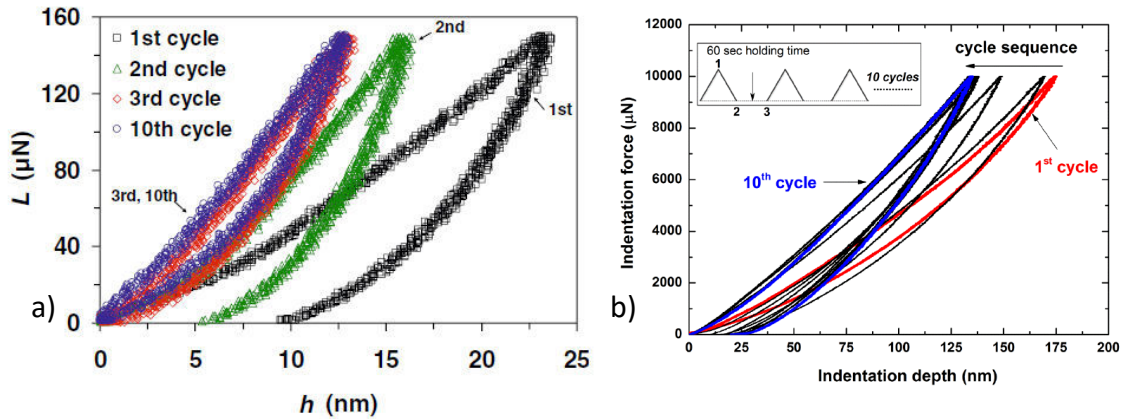 a)
160
120
80
40
0
L (μN)
1st cycle
2nd cycle
3rd cycle
10th cycle
2nd
1st
3rd, 10th
0 5 10 15 20 25
h (nm)
b)
12000
10000
8000
6000
4000
2000
0
Indentation force (μN)
60 sec holding time
1
2 3
10 cycles
cycle sequence
10th cycle
1st cycle
0 25 50 75 100 125 150 175 200
Indentation depth (nm)